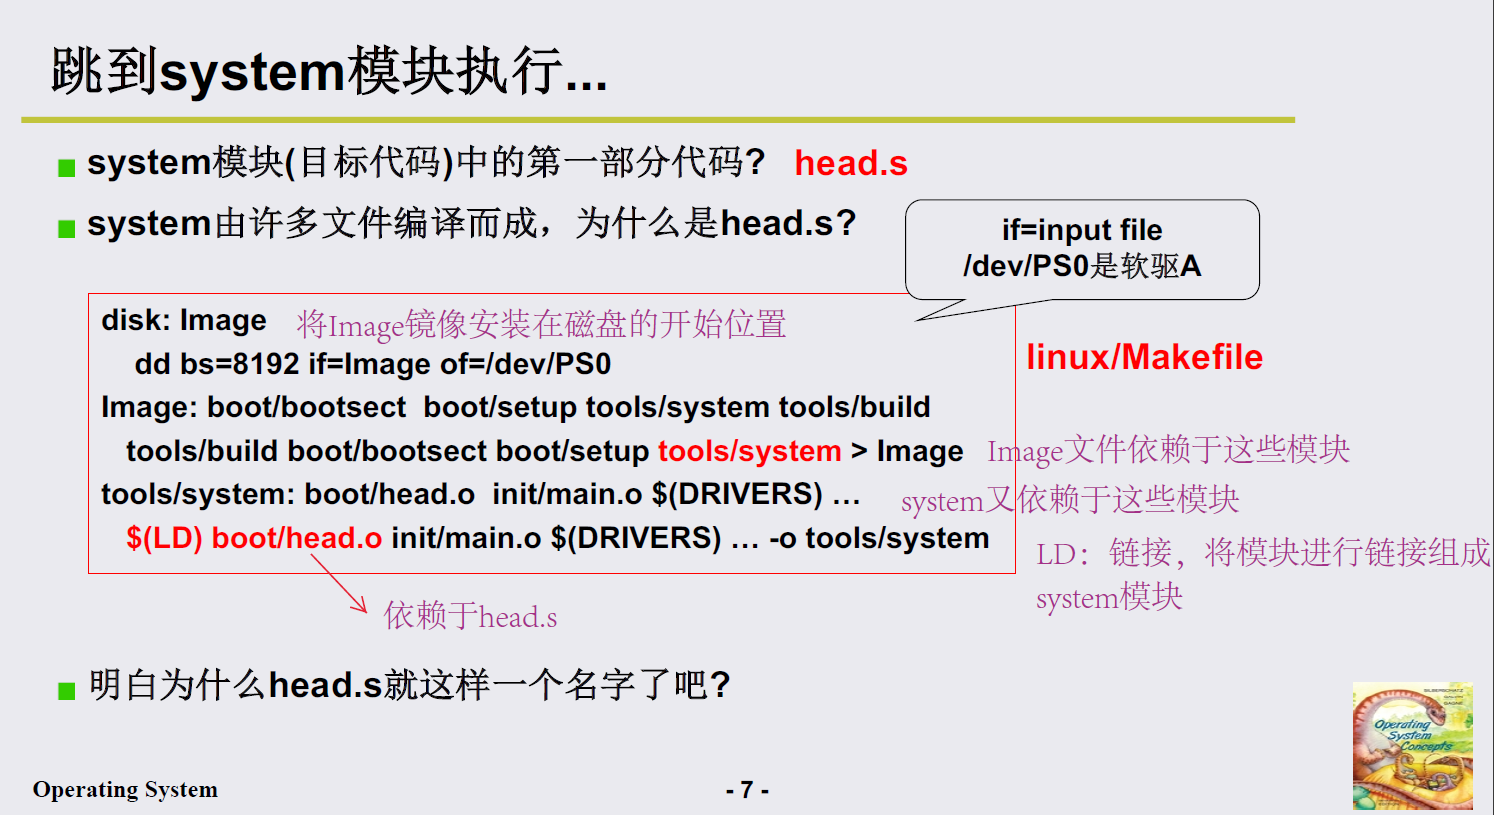 跳到system模块执行...
system模块(目标代码)中的第一部分代码? head.s
system由许多文件编译而成，为什么是head.s?
if=input file
/dev/PS0是软驱A
disk: Image 将Image镜像安装在磁盘的开始位置
dd bs=8192 if=Image of=/dev/PS0
linux/Makefile
Image: boot/bootsect boot/setup tools/system tools/build
tools/build boot/bootsect boot/setup tools/system > Image Image文件依赖于这些模块
tools/system: boot/head.o init/main.o $(DRIVERS) … system又依赖于这些模块
$(LD) boot/head.o init/main.o $(DRIVERS) … -o tools/system
LD：链接，将模块进行链接组成
system模块
依赖于head.s
明白为什么head.s就这样一个名字了吧?
SILBERSCHATZ
GALVIN
GAGNE
Operating
System
Concepts
Operating System
- 7 -